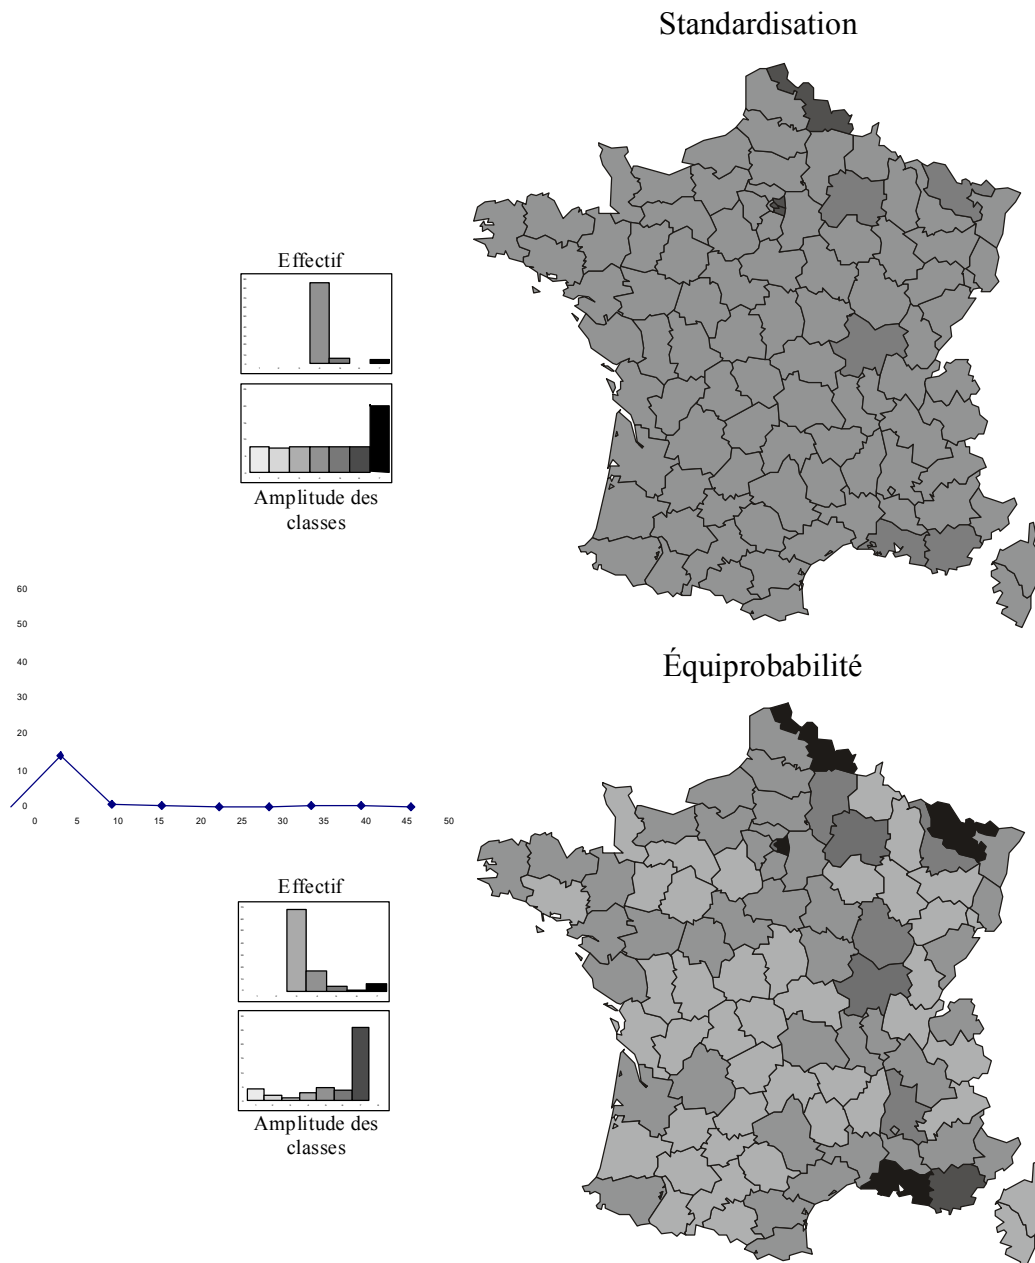 Standardisation
Effectif
Amplitude des
classes
60
50
40
30
20
10
0
0 5 10 15 20 25 30 35 40 45 50
Équiprobabilité
Effectif
Amplitude des
classes